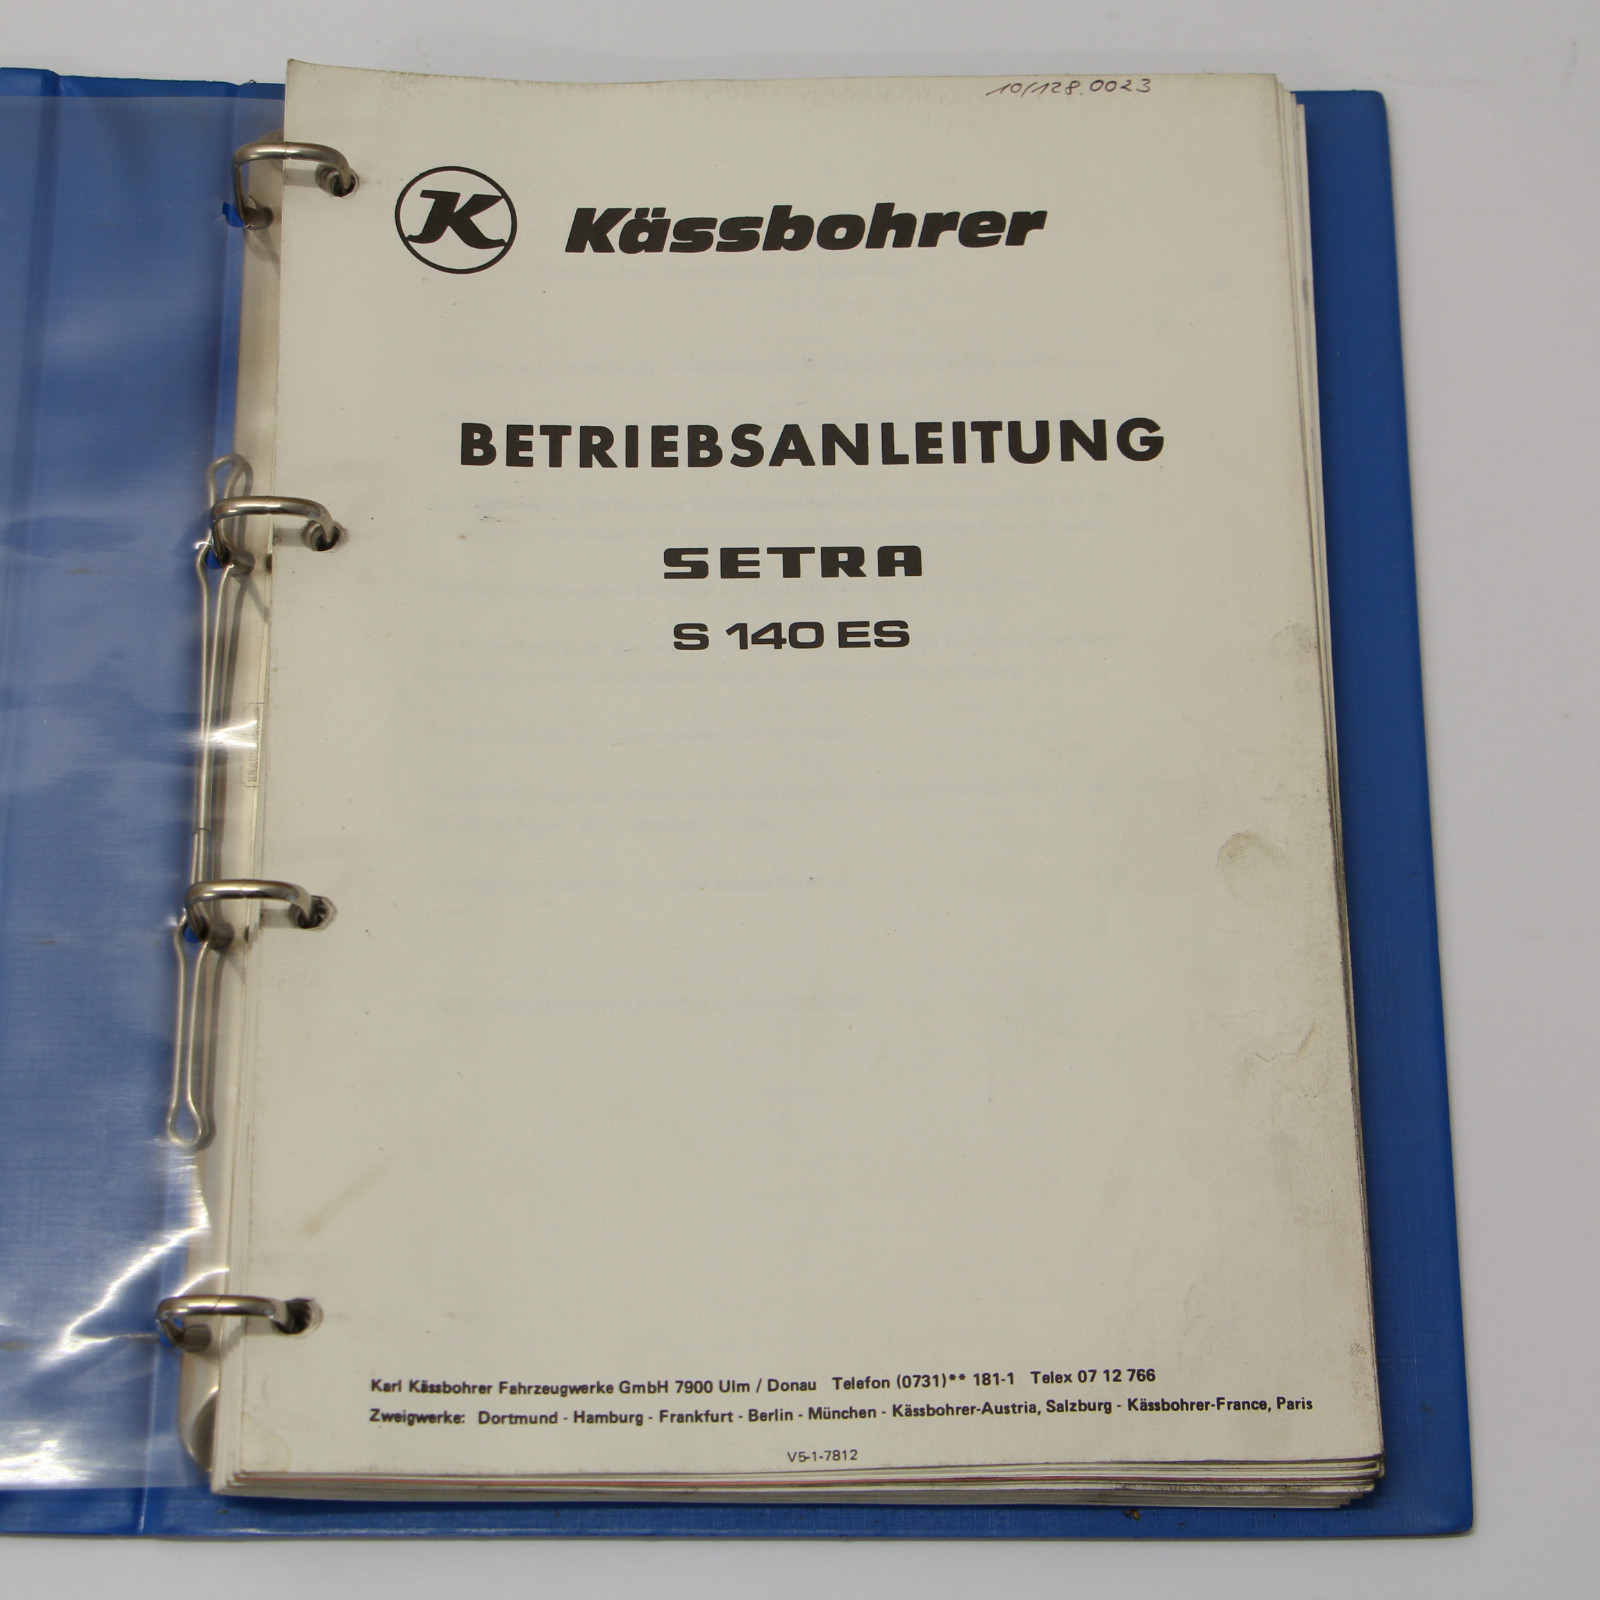 10/128.0023
K Kässbohrer
BETRIEBSANLEITUNG
SETRA
S 140 ES
Karl Kässbohrer Fahrzeugwerke GmbH 7900 Ulm / Donau Telefon (0731)** 181-1 Telex 07 12 766
Zweigwerke: Dortmund - Hamburg - Frankfurt - Berlin - München - Kässbohrer-Austria, Salzburg - Kässbohrer-France, Paris
V5-1-7812